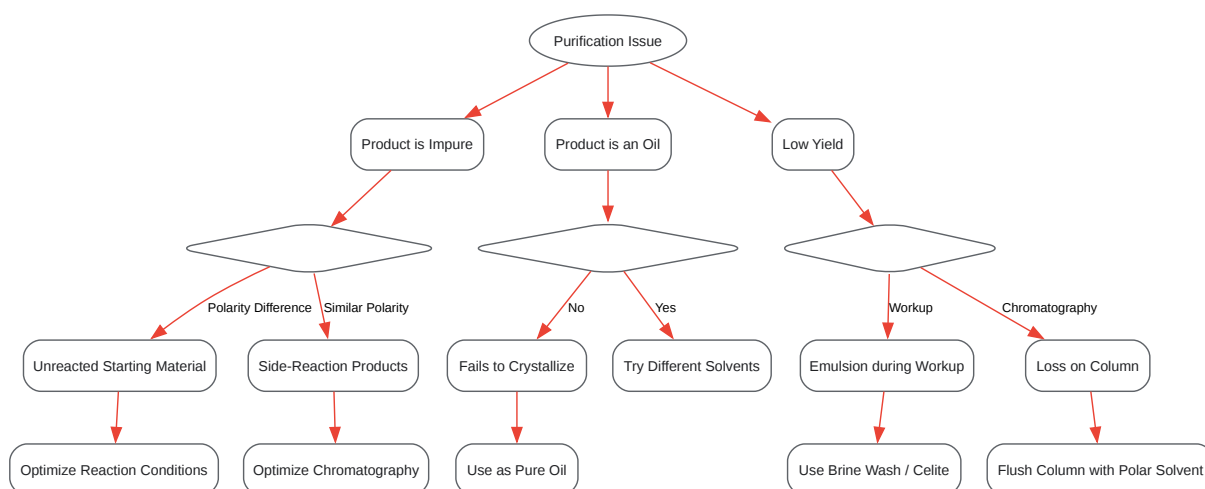 Purification Issue
Product is Impure
Product is an Oil
Low Yield
Polarity Difference
Similar Polarity
No
Yes
Workup
Chromatography
Unreacted Starting Material
Side-Reaction Products
Fails to Crystallize
Try Different Solvents
Emulsion during Workup
Loss on Column
Optimize Reaction Conditions
Optimize Chromatography
Use as Pure Oil
Use Brine Wash / Celite
Flush Column with Polar Solvent